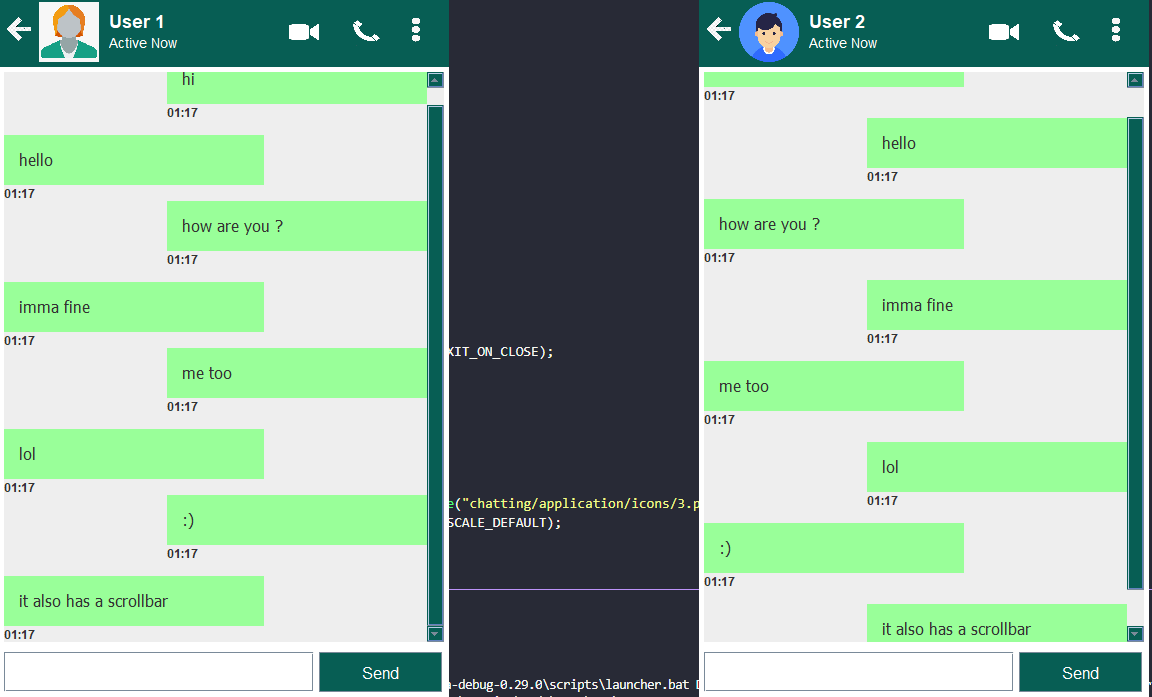 User 1
Active Now
hi
01:17
hello
01:17
how are you ?
01:17
imma fine
01:17
me too
01:17
lol
01:17
:)
01:17
it also has a scrollbar
01:17
Send
XIT_ON_CLOSE);
e("chatting/application/icons/3.p
SCALE_DEFAULT);
a-debug-0.29.0\scripts\launcher.bat
User 2
Active Now
01:17
hello
01:17
how are you ?
01:17
imma fine
01:17
me too
01:17
lol
01:17
:)
01:17
it also has a scrollbar
Send